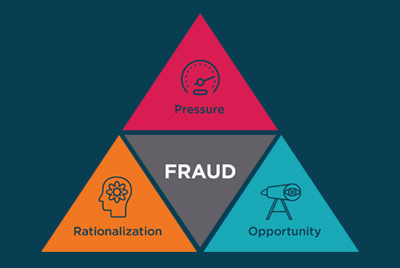 Pressure
FRAUD
Rationalization
Opportunity